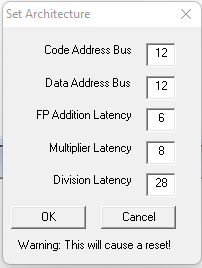 Set Architecture
Code Address Bus 12
Data Address Bus 12
FP Addition Latency 6
Multiplier Latency 8
Division Latency 28
OK Cancel
Warning: This will cause a reset!